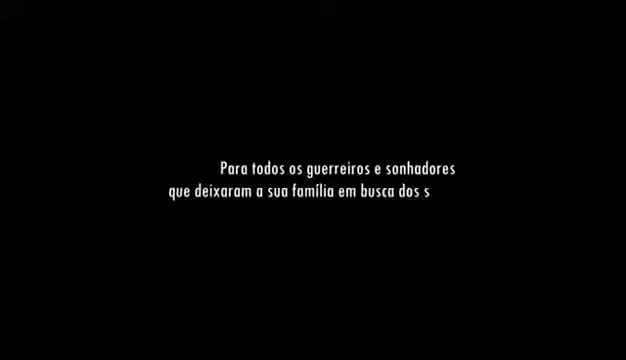 Para todos os guerreiros e sonhadores
que deixaram a sua família em busca dos s